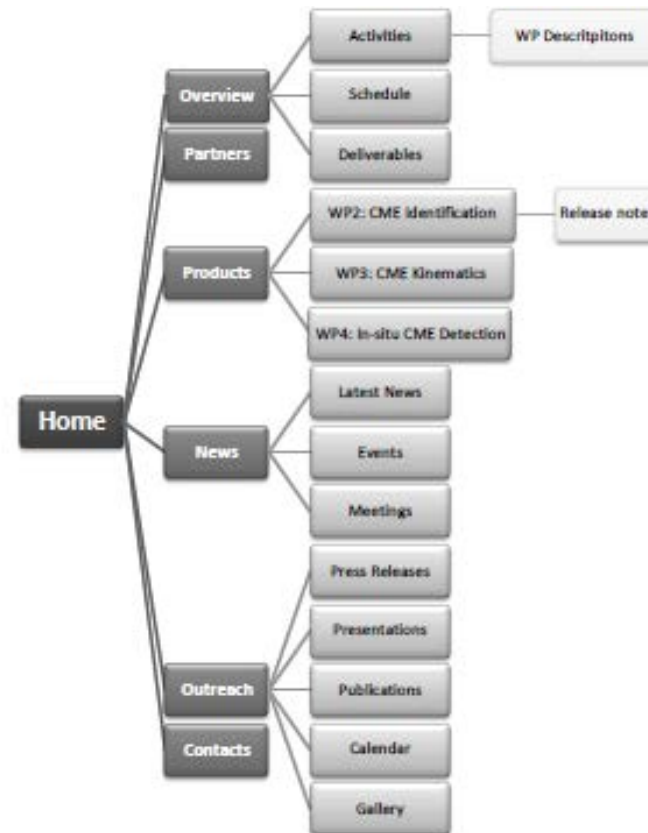 Home
Overview
Activities
WP Descritpitons
Schedule
Deliverables
Partners
Products
WP2: CME Identification
Release note
WP3: CME Kinematics
WP4: In-situ CME Detection
News
Latest News
Events
Meetings
Outreach
Press Releases
Presentations
Publications
Calendar
Gallery
Contacts